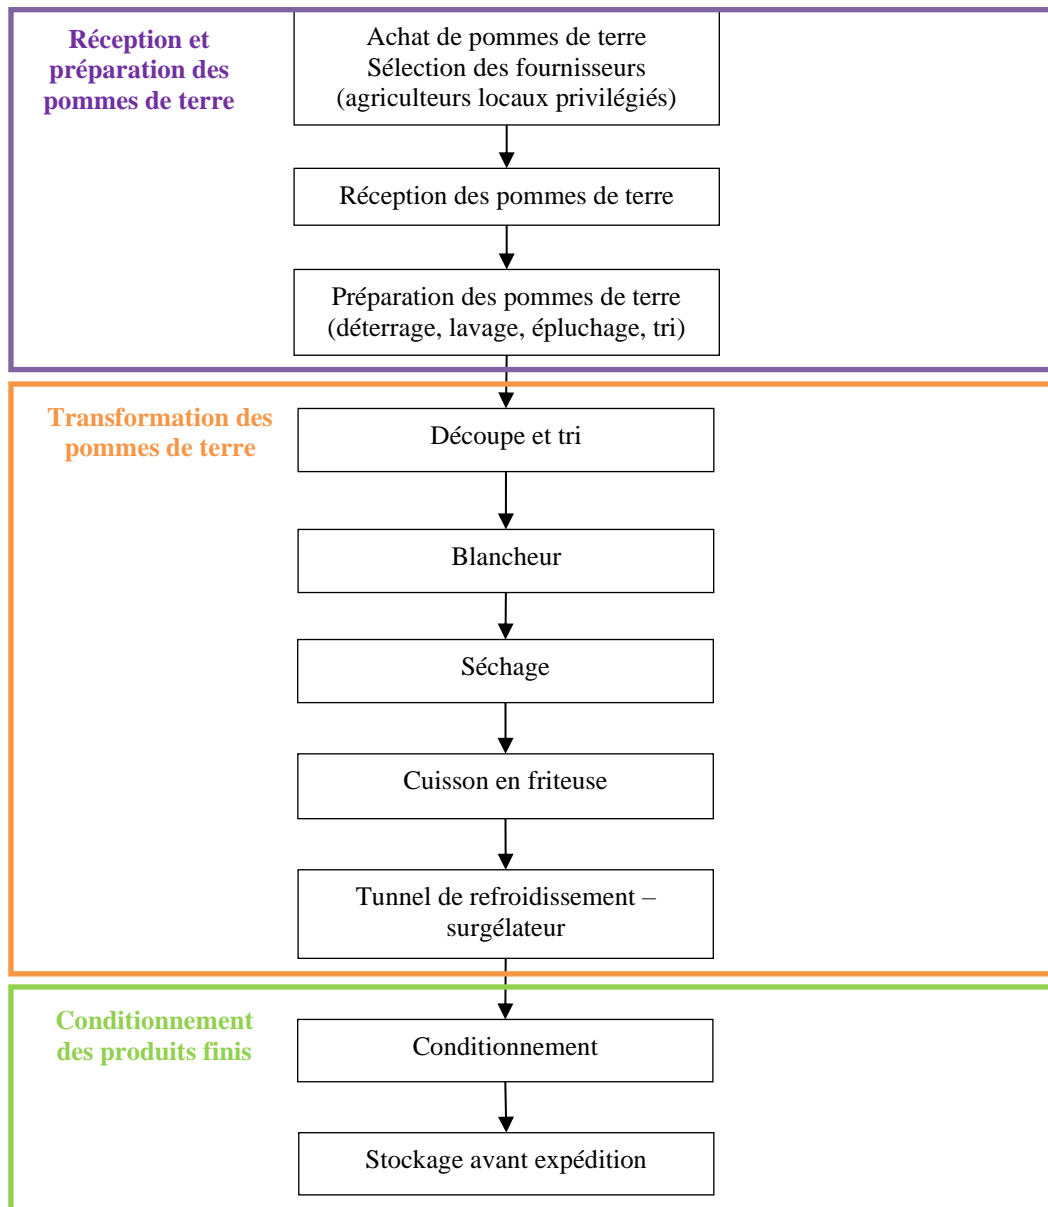 Réception et
préparation des
pommes de terre
Achat de pommes de terre
Sélection des fournisseurs
(agriculteurs locaux privilégiés)
Réception des pommes de terre
Préparation des pommes de terre
(déterrage, lavage, épluchage, tri)
Transformation des
pommes de terre
Découpe et tri
Blancheur
Séchage
Cuisson en friteuse
Tunnel de refroidissement –
surgélateur
Conditionnement
des produits finis
Conditionnement
Stockage avant expédition